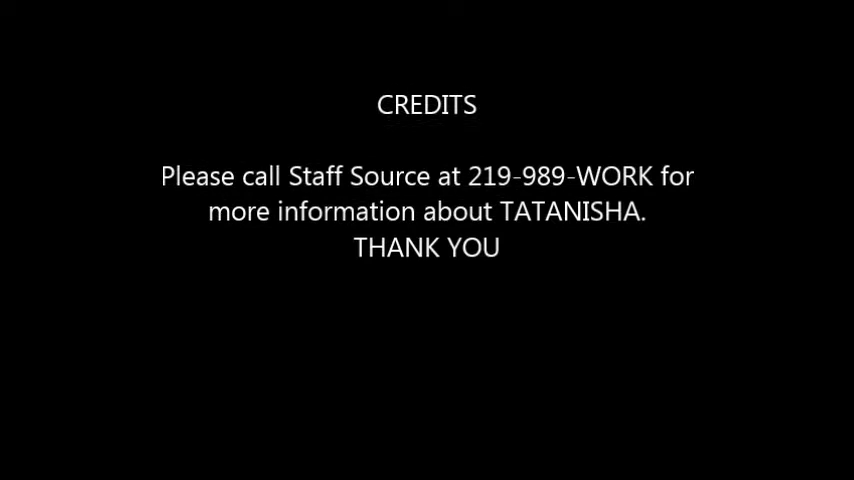 CREDITS
Please call Staff Source at 219-989-WORK for
more information about TATANISHA.
THANK YOU